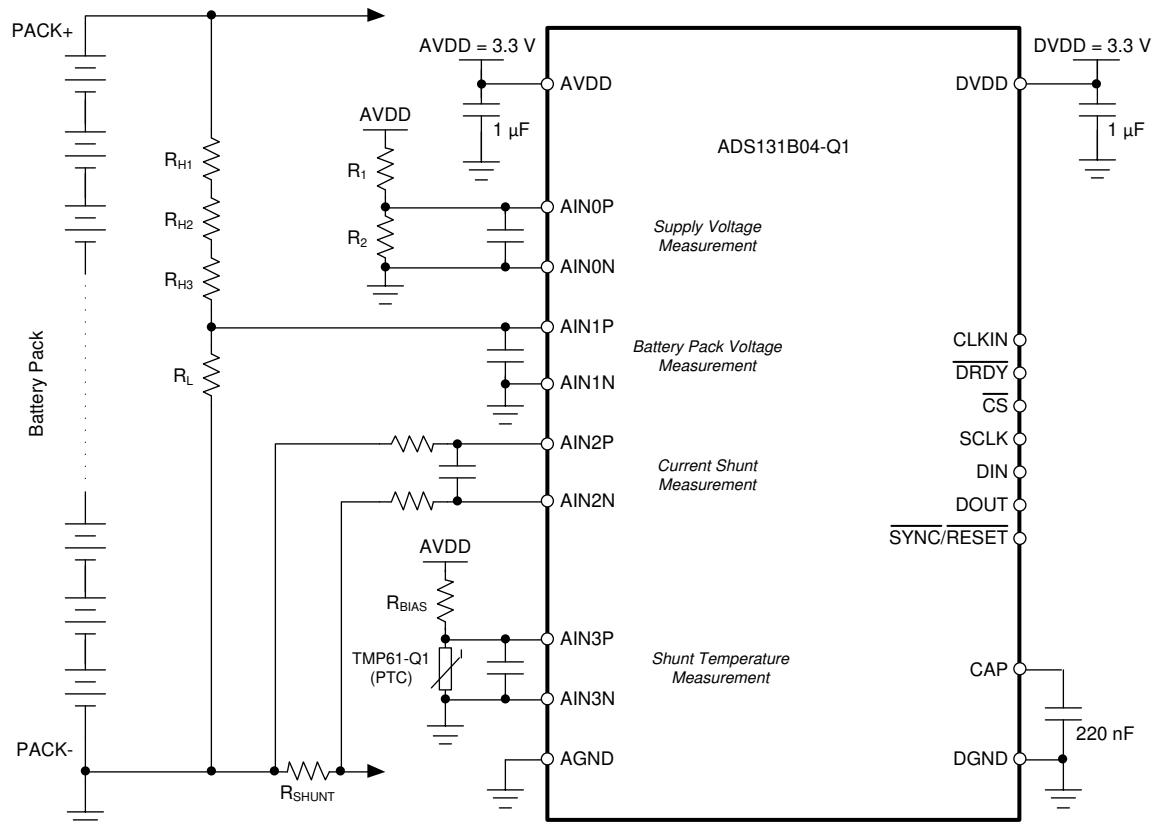 PACK+
AVDD = 3.3 V
DVDD = 3.3 V
AVDD
DVDD
1 µF
1 µF
ADS131B04-Q1
AVDD
R1
R2
RH1
RH2
RH3
RL
AIN0P
AIN0N
Supply Voltage
Measurement
AIN1P
AIN1N
Battery Pack Voltage
Measurement
Battery Pack
CLKIN
DRDY
CS
SCLK
DIN
DOUT
SYNC/RESET
AIN2P
AIN2N
Current Shunt
Measurement
AVDD
RBIAS
TMP61-Q1
(PTC)
AIN3P
AIN3N
Shunt Temperature
Measurement
CAP
220 nF
PACK-
RSHUNT
AGND
DGND